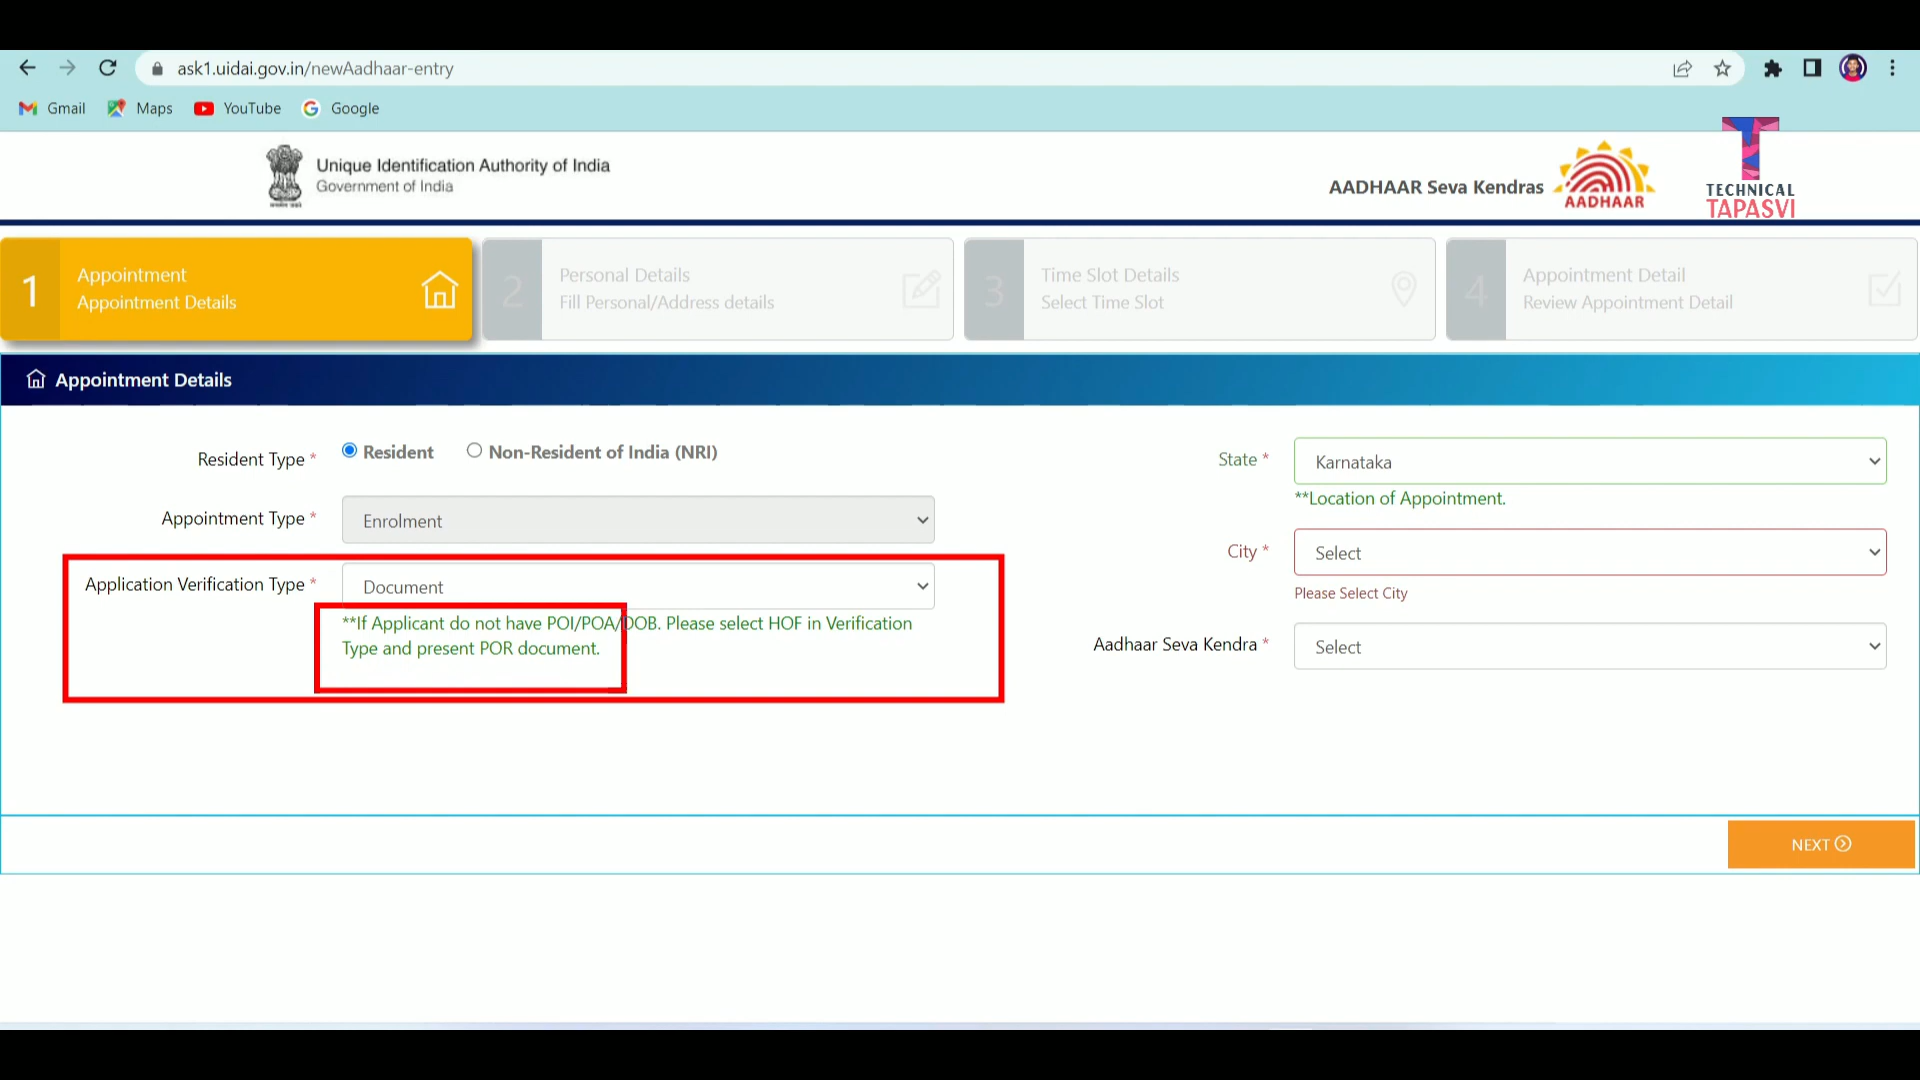 ask1.uidai.gov.in/newAadhaar-entry
Gmail Maps YouTube Google
Unique Identification Authority of India
Government of India
AADHAAR Seva Kendras
AADHAAR
TECHNICAL
TAPASVI
1 Appointment
Appointment Details
2 Personal Details
Fill Personal/Address details
3 Time Slot Details
Select Time Slot
4 Appointment Detail
Review Appointment Detail
Appointment Details
Resident Type * Resident Non-Resident of India (NRI)
Appointment Type * Enrolment
Application Verification Type * Document
**If Applicant do not have POI/POA/DOB. Please select HOF in Verification
Type and present POR document.
State * Karnataka
**Location of Appointment.
City * Select
Please Select City
Aadhaar Seva Kendra * Select
NEXT